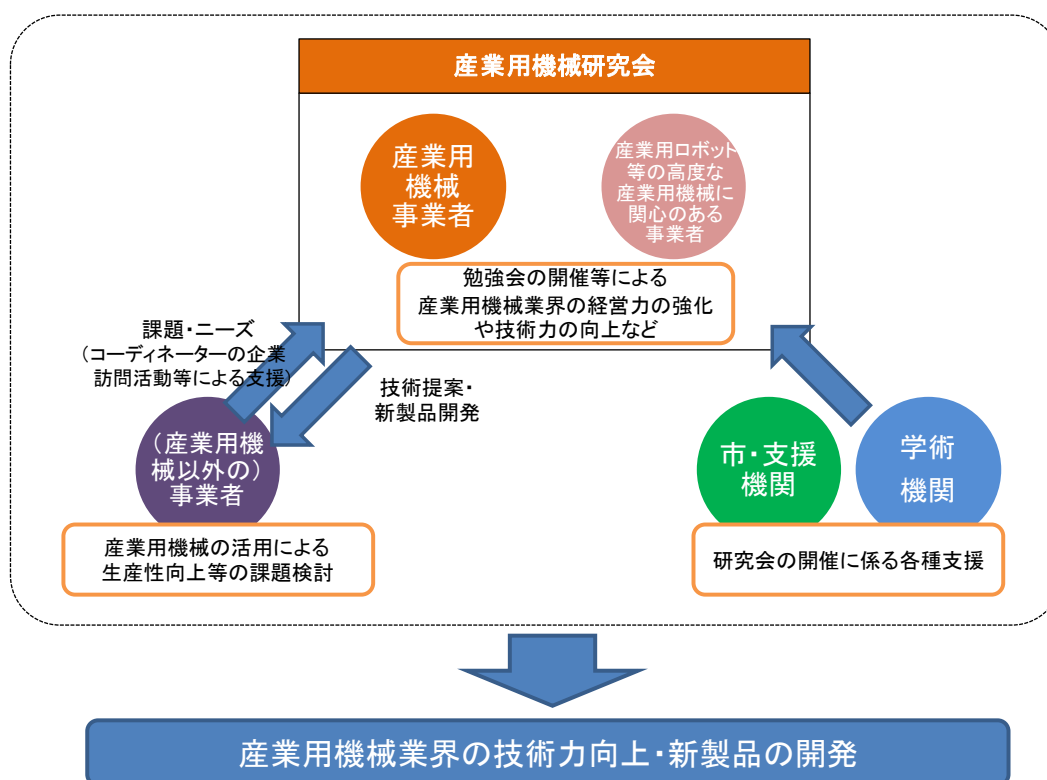 産業用機械研究会
産業用
機械
事業者
産業用ロボット
等の高度な
産業用機械に
関心のある
事業者
勉強会の開催等による
産業用機械業界の経営力の強化
や技術力の向上など
課題・ニーズ
(コーディネーターの企業
訪問活動等による支援)
技術提案・
新製品開発
(産業用機
械以外の)
事業者
産業用機械の活用による
生産性向上等の課題検討
市・支援
機関
学術
機関
研究会の開催に係る各種支援
産業用機械業界の技術力向上・新製品の開発